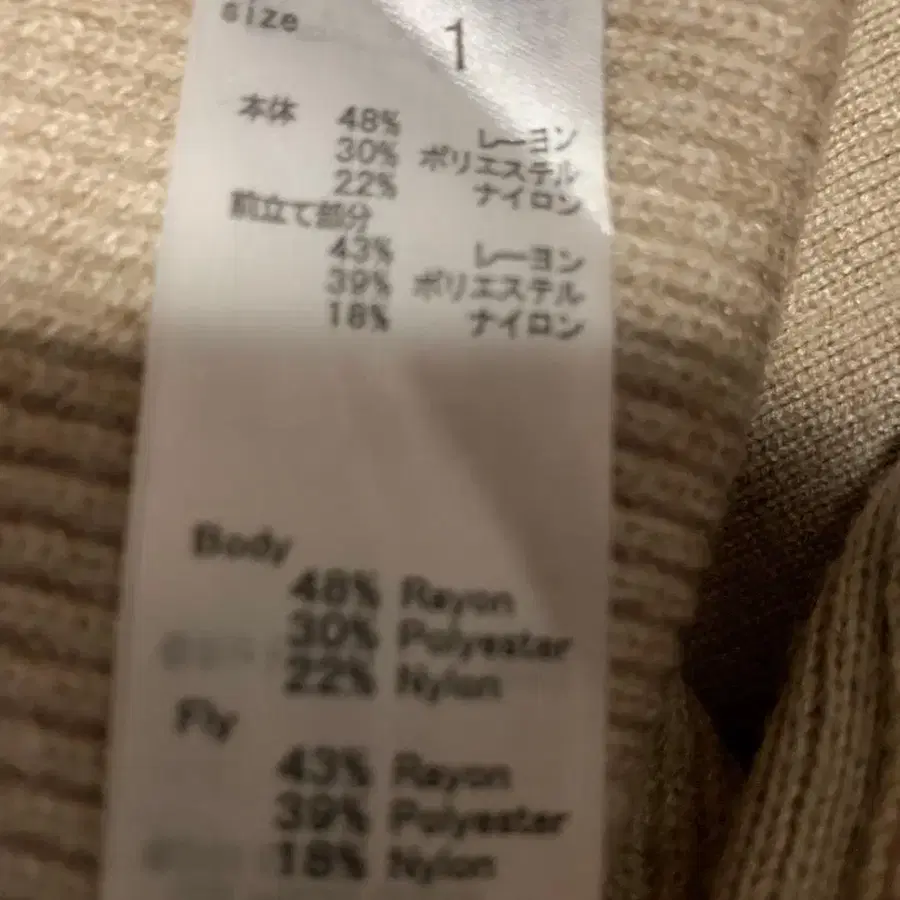 size 1
本体 48% レーヨン
30% ポリエステル
22% ナイロン
前立て部分
43% レーヨン
39% ポリエステル
18% ナイロン
Body
48% Rayon
30% Polyester
22% Nylon
Fly
43% Rayon
39% Polyester
18% Nylon